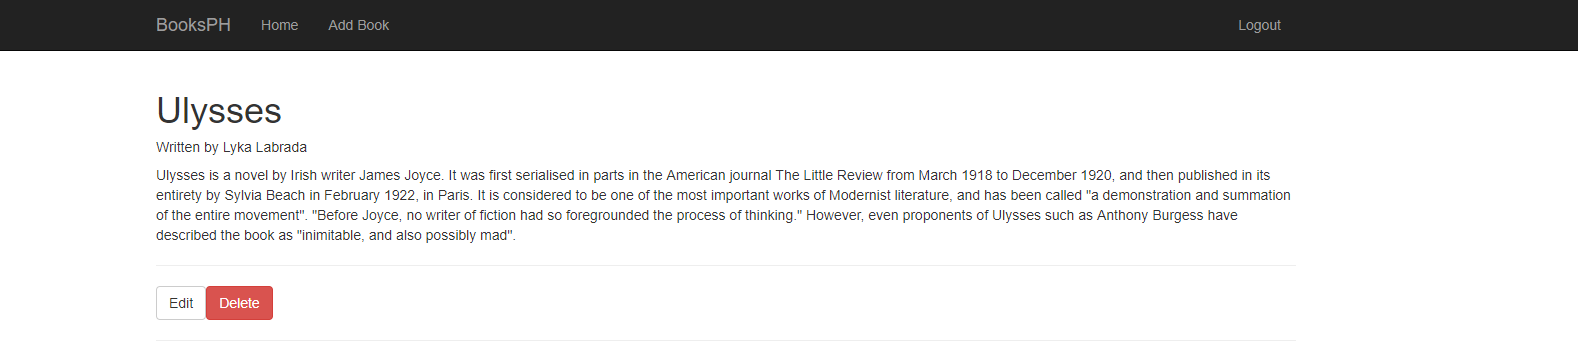 BooksPH Home Add Book Logout
Ulysses
Written by Lyka Labrada
Ulysses is a novel by Irish writer James Joyce. It was first serialised in parts in the American journal The Little Review from March 1918 to December 1920, and then published in its
entirety by Sylvia Beach in February 1922, in Paris. It is considered to be one of the most important works of Modernist literature, and has been called "a demonstration and summation
of the entire movement". "Before Joyce, no writer of fiction had so foregrounded the process of thinking." However, even proponents of Ulysses such as Anthony Burgess have
described the book as "inimitable, and also possibly mad".
Edit Delete